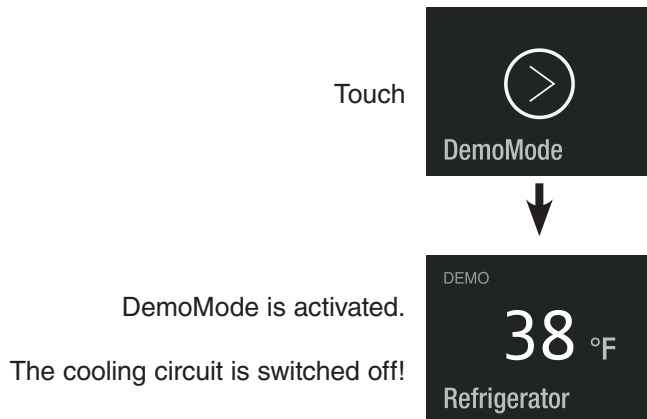 Touch
DemoMode
DEMO
DemoMode is activated.
38 °F
The cooling circuit is switched off!
Refrigerator